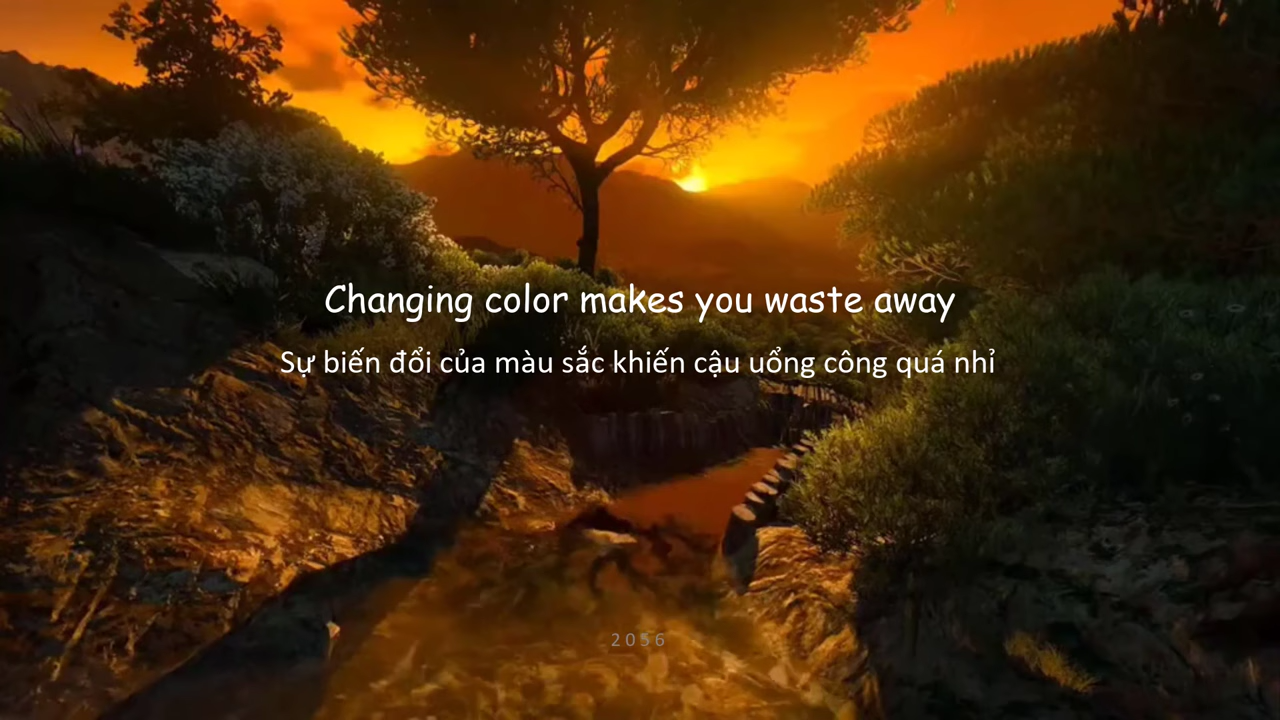 Changing color makes you waste away
Sự biến đổi của màu sắc khiến cậu uổng công quá nhỉ
2056